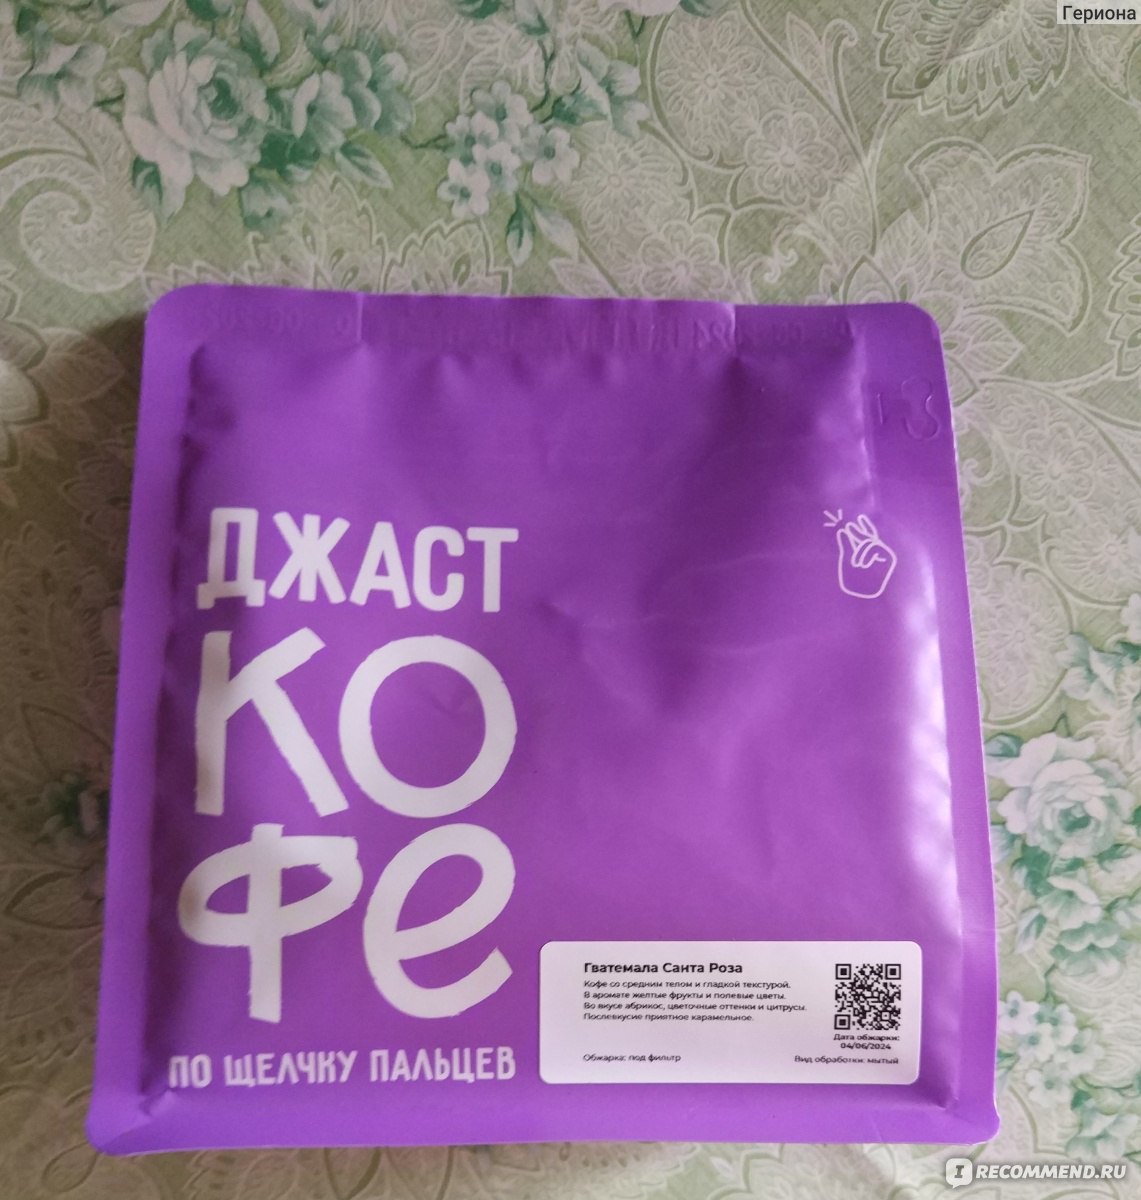 Гериона
ДЖАСТ
КО
ФЕ
ПО ЩЕЛЧКУ ПАЛЬЦЕВ
Гватемала Санта Роза
Кофе со средним телом и гладкой текстурой.
В аромате желтые фрукты и полевые цветы.
Во вкусе абрикос, цветочные оттенки и цитрусы.
Послевкусие приятное карамельное.
Дата обжарки:
04/06/2024
Обжарка: под фильтр
Вид обработки: мытый
I RECOMMEND.RU